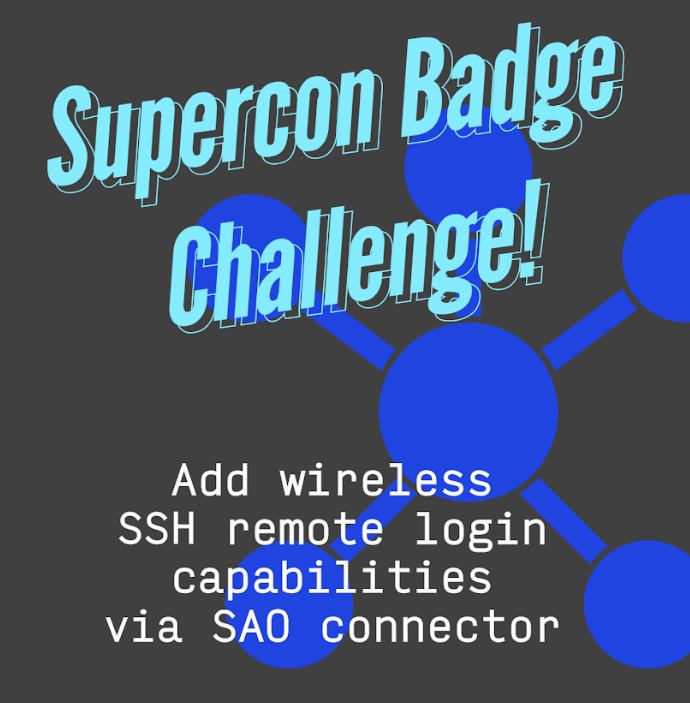 Supercon Badge
Challenge!
Add wireless
SSH remote login
capabilities
via SAO connector